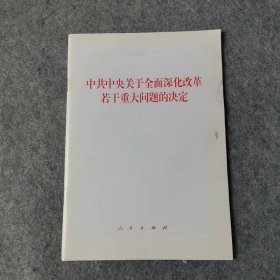 中共中央关于全面深化改革
若干重大问题的决定
人民出版社